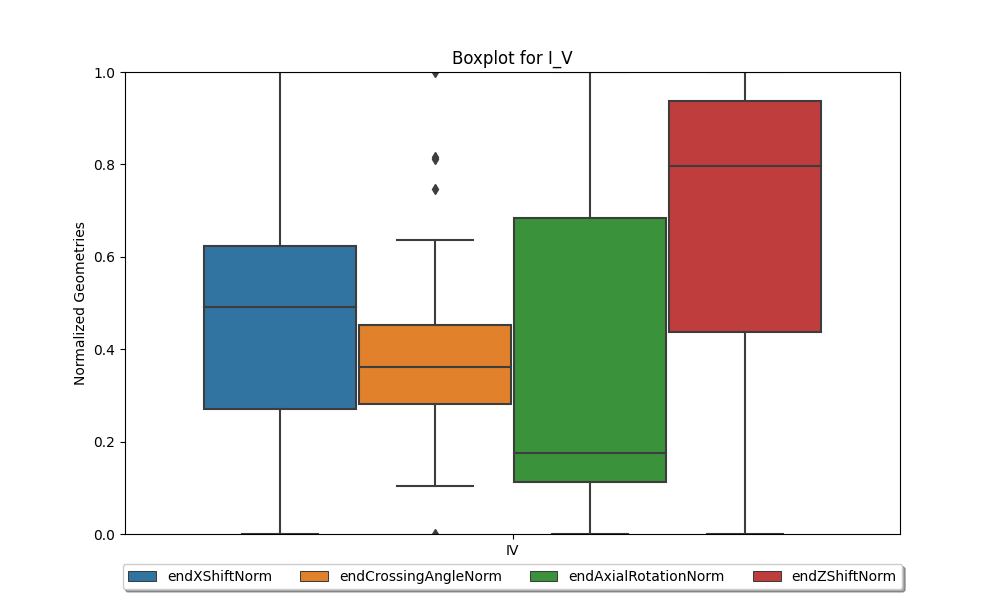 Boxplot for I_V
1.0
0.8
0.6
0.4
0.2
0.0
Normalized Geometries
IV
endXShiftNorm endCrossingAngleNorm endAxialRotationNorm endZShiftNorm